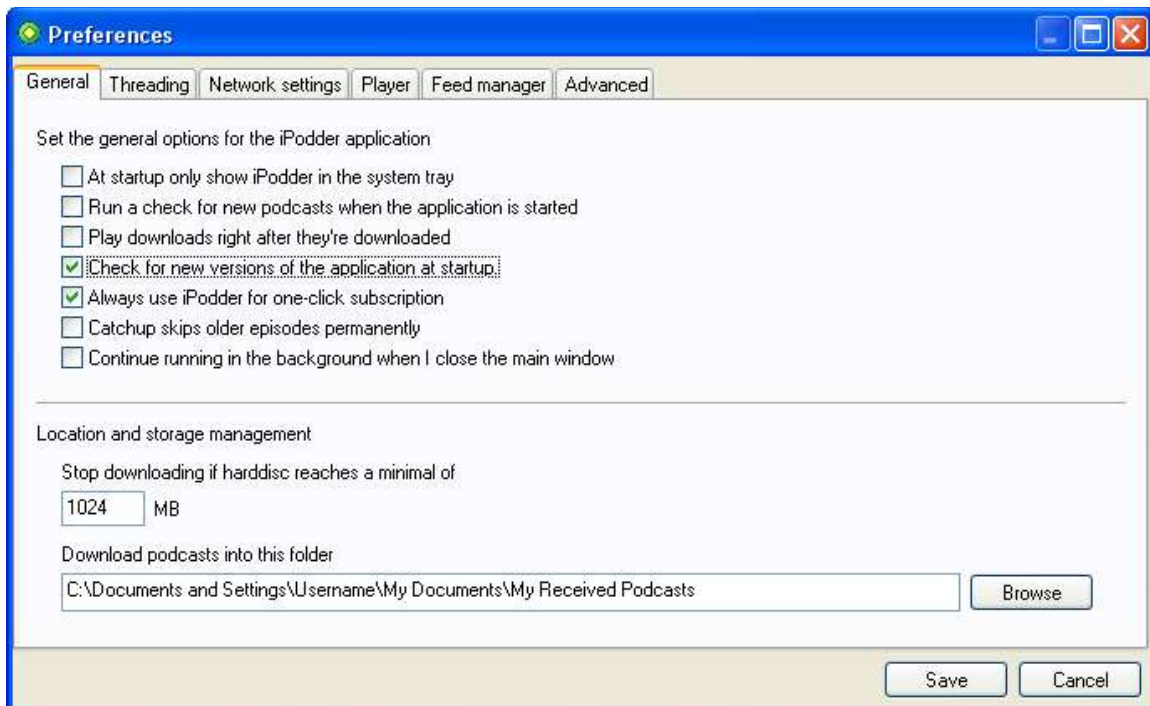 Preferences
General Threading Network settings Player Feed manager Advanced
Set the general options for the iPodder application
At startup only show iPodder in the system tray
Run a check for new podcasts when the application is started
Play downloads right after they're downloaded
Check for new versions of the application at startup.
Always use iPodder for one-click subscription
Catchup skips older episodes permanently
Continue running in the background when I close the main window
Location and storage management
Stop downloading if harddisc reaches a minimal of
1024 MB
Download podcasts into this folder
C:\Documents and Settings\Username\My Documents\My Received Podcasts Browse
Save Cancel